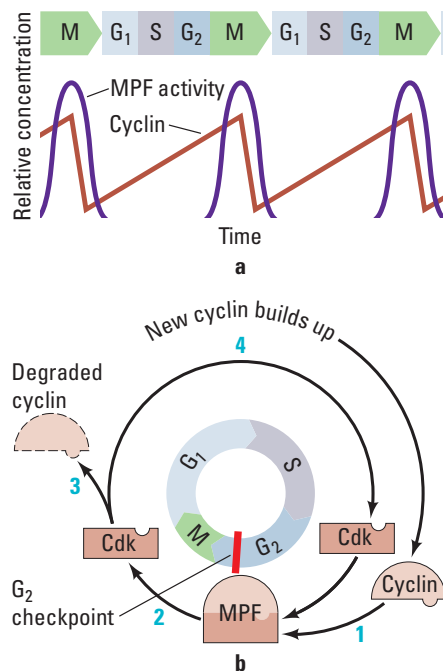 M G1 S G2 M G1 S G2 M
Relative concentration
MPF activity
Cyclin
Time
a
New cyclin builds up
4
Degraded
cyclin
3
G1
S
M
G2
Cdk
Cdk
Cyclin
G2
checkpoint
2
MPF
1
b